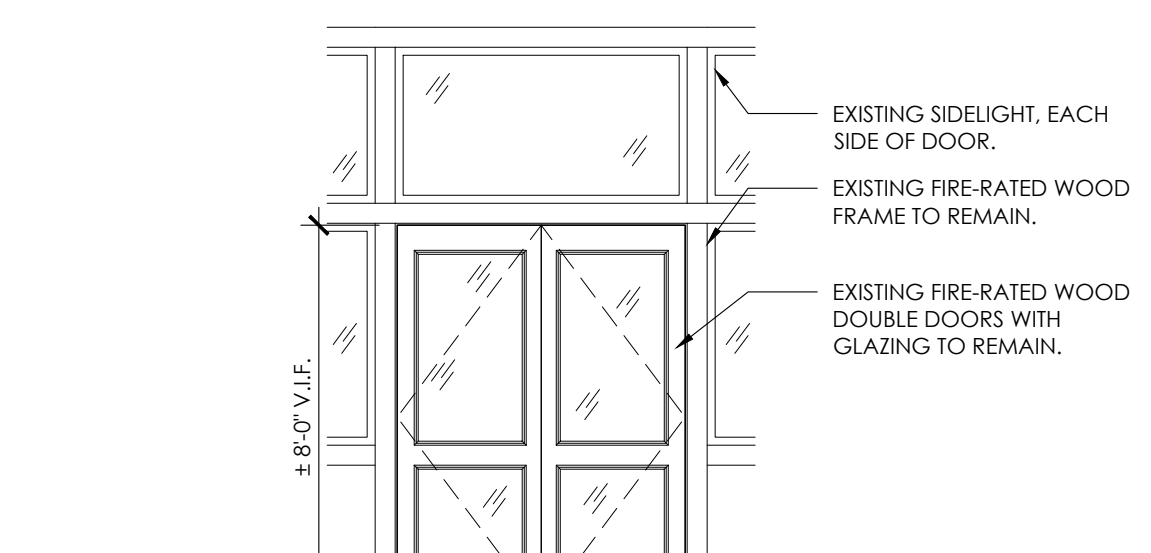 EXISTING SIDELIGHT, EACH
SIDE OF DOOR.
EXISTING FIRE-RATED WOOD
FRAME TO REMAIN.
EXISTING FIRE-RATED WOOD
DOUBLE DOORS WITH
GLAZING TO REMAIN.
± 8'-0" V.I.F.